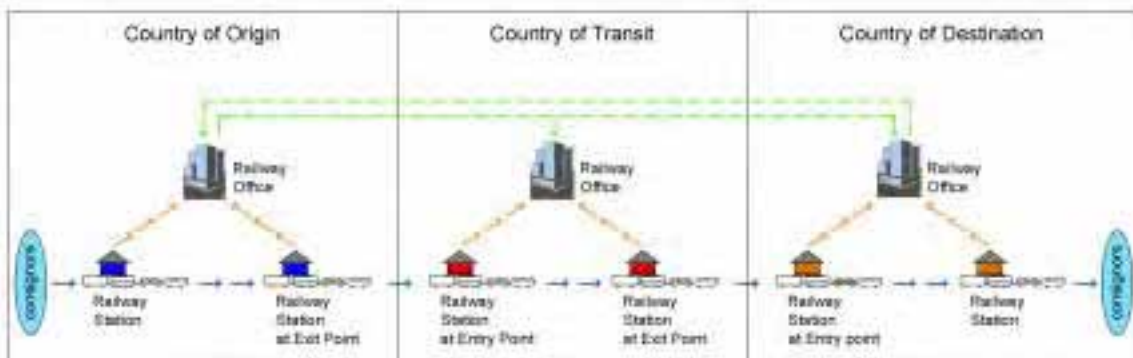 Country of Origin
Country of Transit
Country of Destination
Railway
Office
Railway
Office
Railway
Office
consignors
Railway
Station
Railway
Station
at Exit Point
Railway
Station
at Entry Point
Railway
Station
at Exit Point
Railway
Station
at Entry point
Railway
Station
consignors